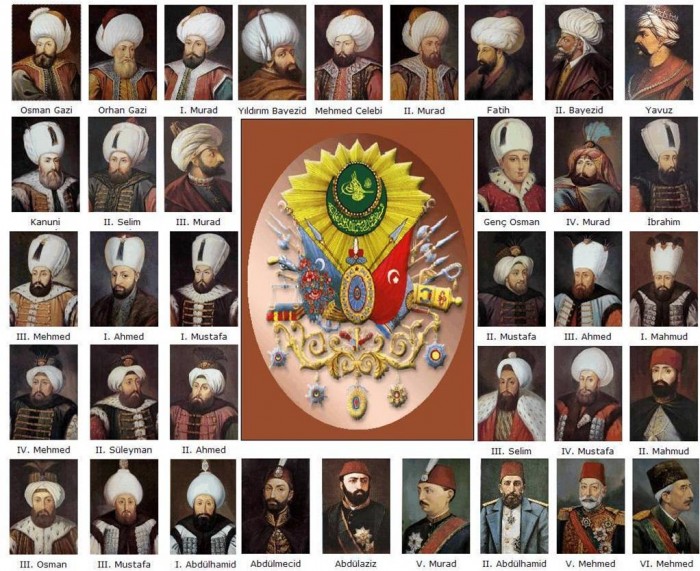 Osman Gazi Orhan Gazi I. Murad Yıldırım Bayezid Mehmed Celebi II. Murad Fatih II. Bayezid Yavuz
Kanuni II. Selim III. Murad Genç Osman IV. Murad İbrahim
III. Mehmed I. Ahmed I. Mustafa II. Mustafa III. Ahmed I. Mahmud
IV. Mehmed II. Süleyman II. Ahmed III. Selim IV. Mustafa II. Mahmud
III. Osman III. Mustafa I. Abdülhamid Abdülmecid Abdülaziz V. Murad II. Abdülhamid V. Mehmed VI. Mehmed